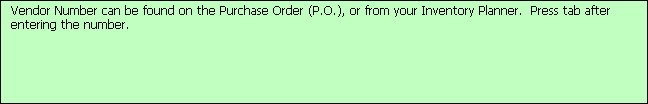 Vendor Number can be found on the Purchase Order (P.O.), or from your Inventory Planner.  Press tab after
entering the number.